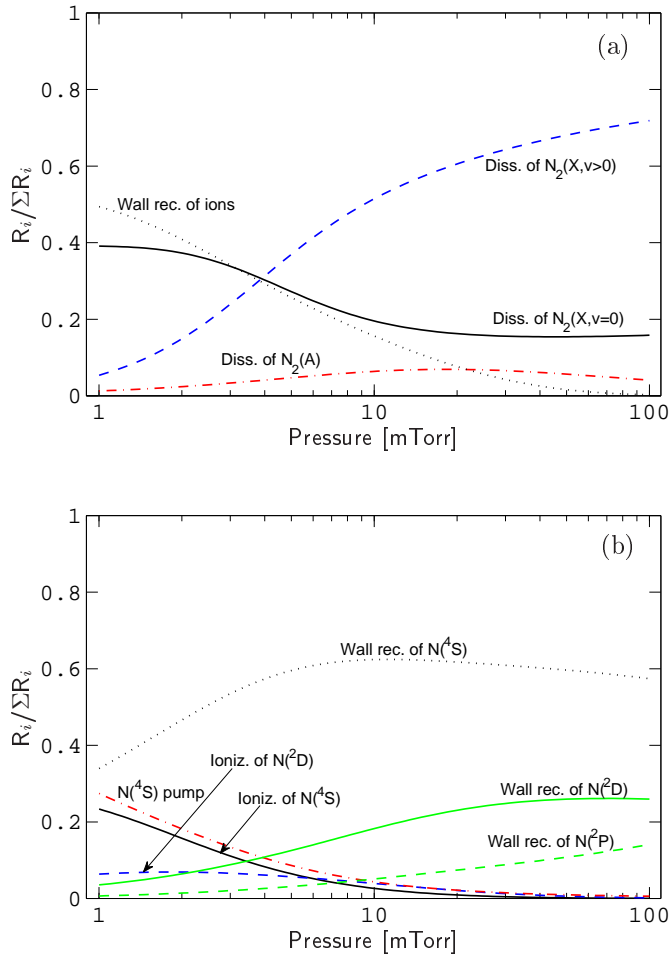 (a)
1
0.8
0.6
0.4
0.2
0
R_i/ΣR_i
Diss. of N_2(X,v>0)
Wall rec. of ions
Diss. of N_2(X,v=0)
Diss. of N_2(A)
1 10 100
Pressure [mTorr]
(b)
1
0.8
0.6
0.4
0.2
0
R_i/ΣR_i
Wall rec. of N(^4S)
Ioniz. of N(^2D)
N(^4S) pump
Ioniz. of N(^4S)
Wall rec. of N(^2D)
Wall rec. of N(^2P)
1 10 100
Pressure [mTorr]